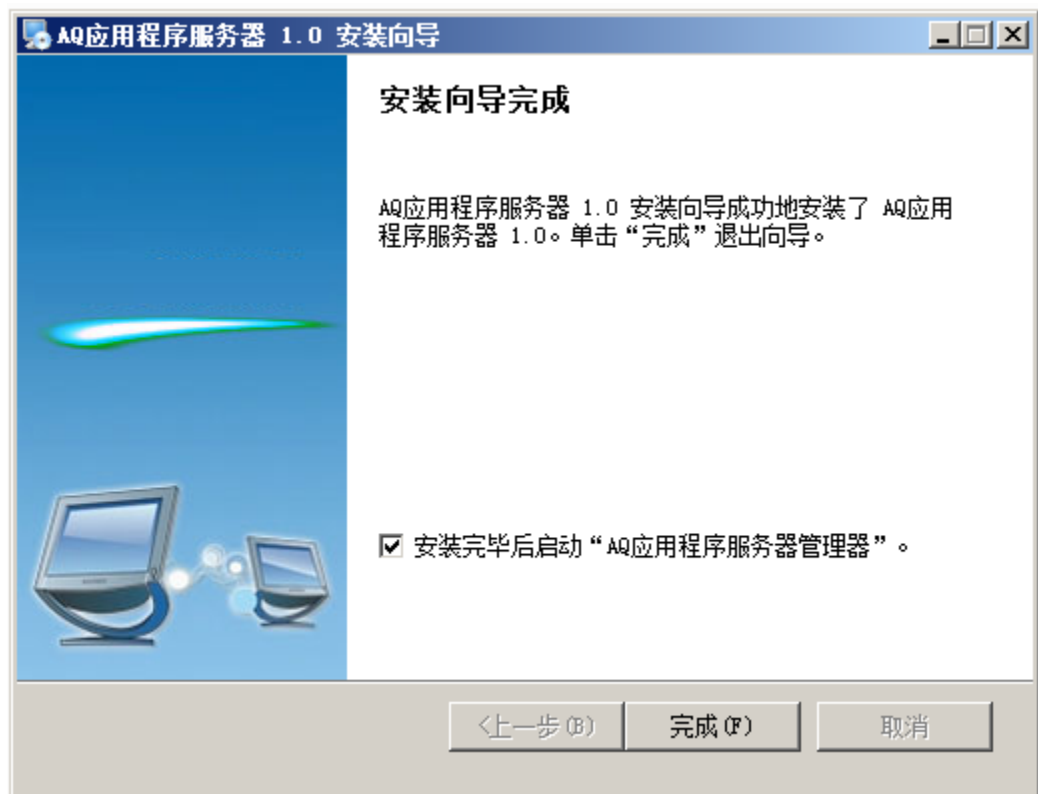 AQ应用程序服务器 1.0 安装向导
安装向导完成
AQ应用程序服务器 1.0 安装向导成功地安装了 AQ应用
程序服务器 1.0。单击“完成”退出向导。
安装完毕后启动“AQ应用程序服务器管理器”。
<上一步(B)
完成(F)
取消